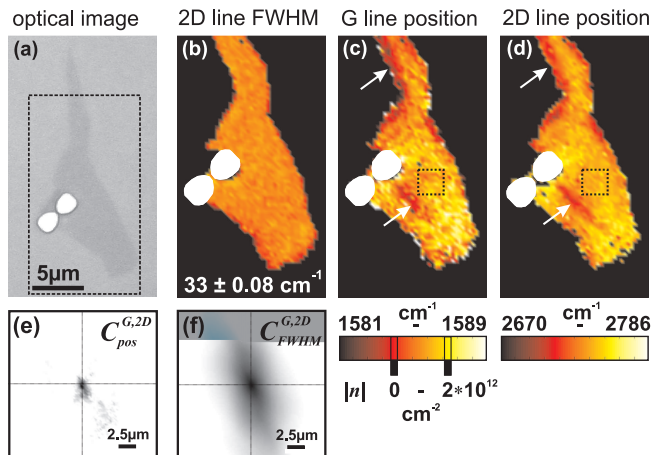 optical image
2D line FWHM
G line position
2D line position
(a)
(b)
(c)
(d)
5µm
33 ± 0.08 cm⁻¹
cm⁻¹
1581 - 1589
|n| 0 - 2*10¹²
cm⁻²
cm⁻¹
2670 - 2786
(e) C_pos^G,2D
2.5µm
(f) C_FWHM^G,2D
2.5µm